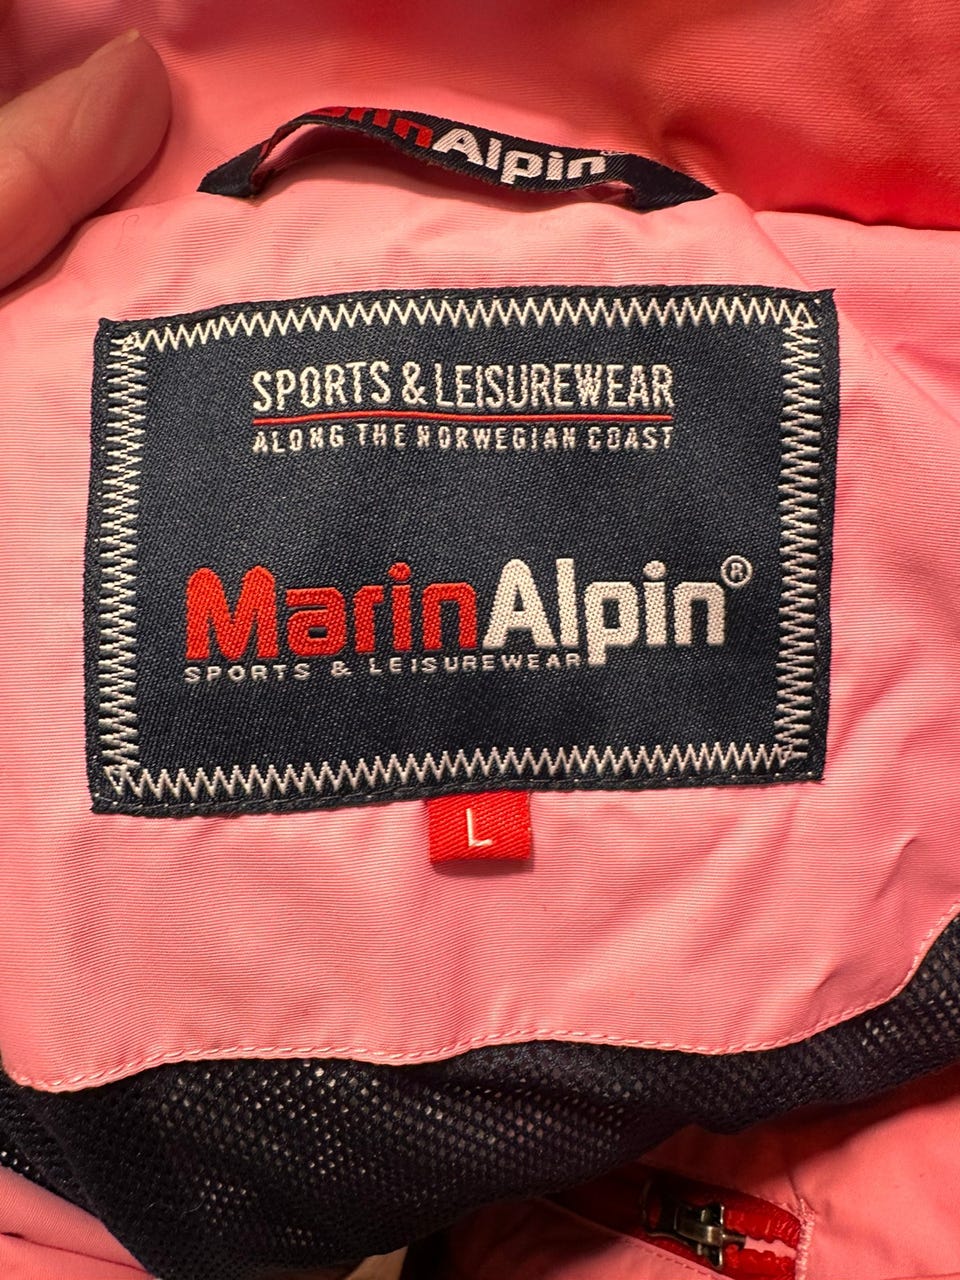 MarinAlpin
SPORTS & LEISUREWEAR
ALONG THE NORWEGIAN COAST
MarinAlpin®
SPORTS & LEISUREWEAR
L